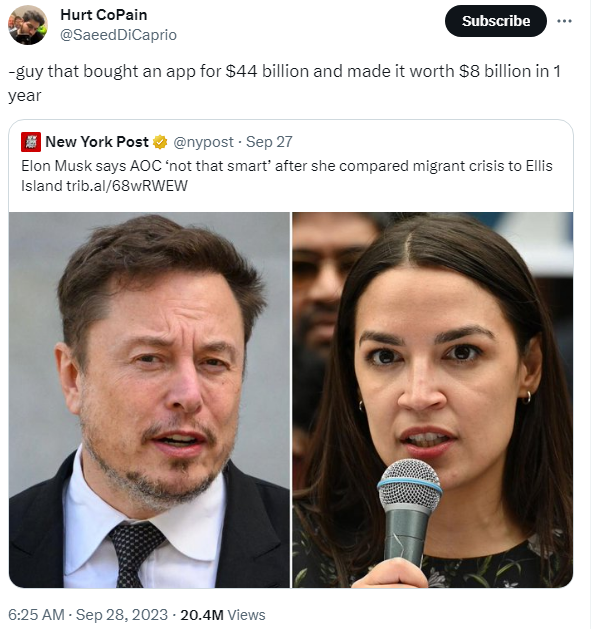 Hurt CoPain
@SaeedDiCaprio
Subscribe
-guy that bought an app for $44 billion and made it worth $8 billion in 1
year
New York Post @nypost · Sep 27
Elon Musk says AOC ‘not that smart’ after she compared migrant crisis to Ellis
Island trib.al/68wRWEW
6:25 AM · Sep 28, 2023 · 20.4M Views